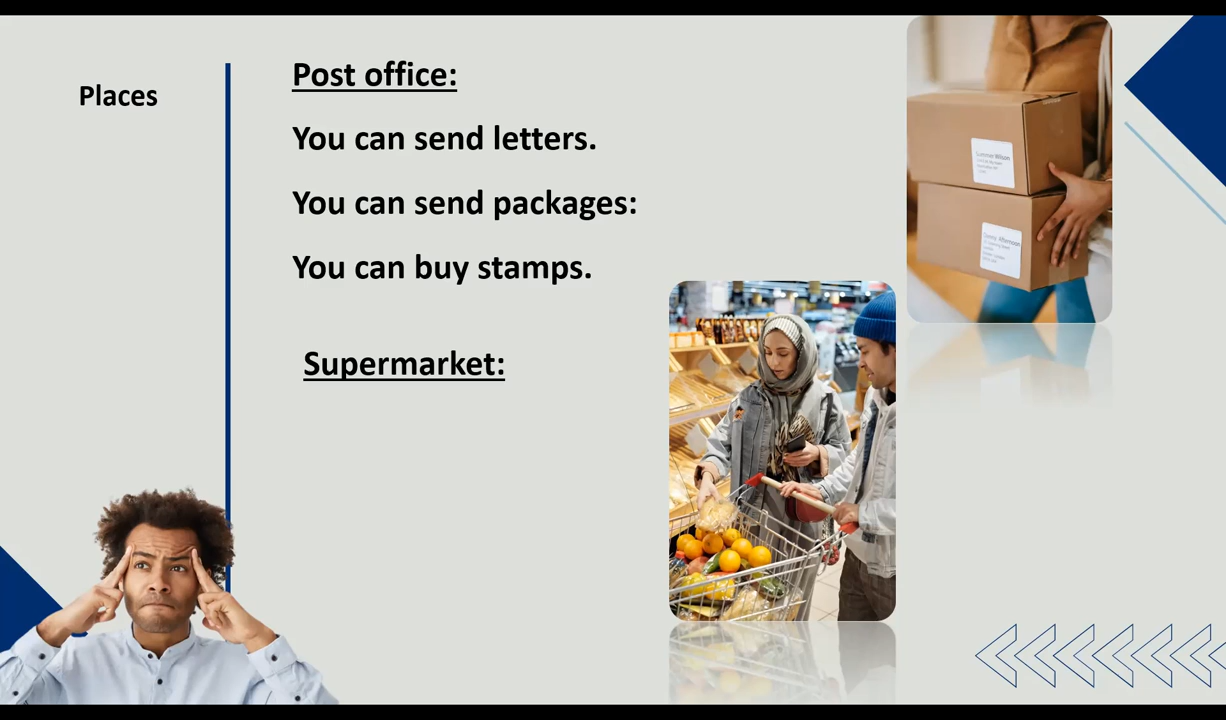 Places
Post office:
You can send letters.
You can send packages:
You can buy stamps.
Supermarket: